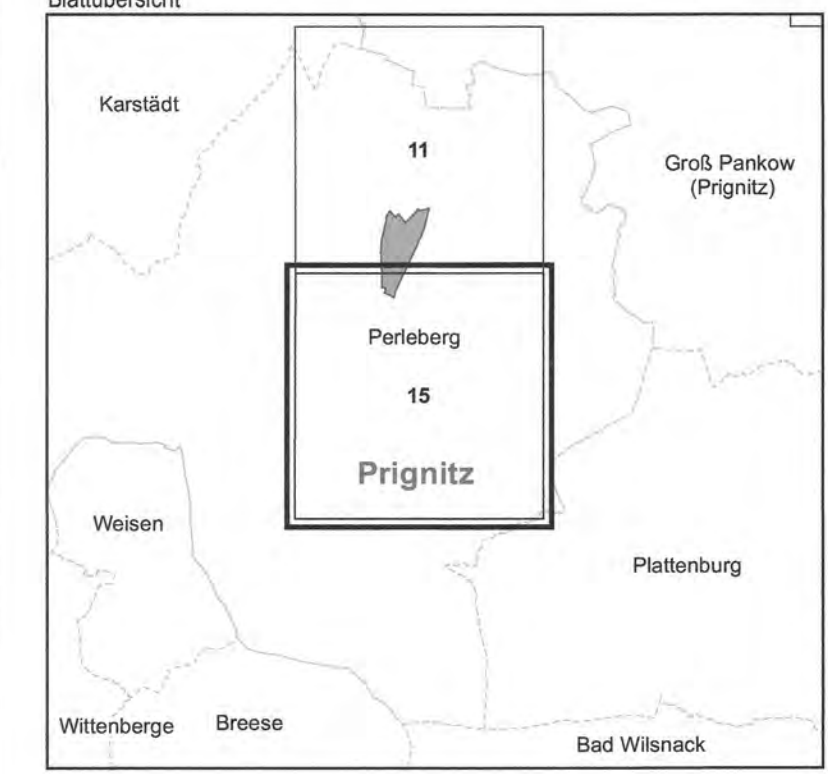 Blattübersicht
Karstädt
11
Groß Pankow
(Prignitz)
Perleberg
15
Prignitz
Weisen
Plattenburg
Wittenberge
Breese
Bad Wilsnack